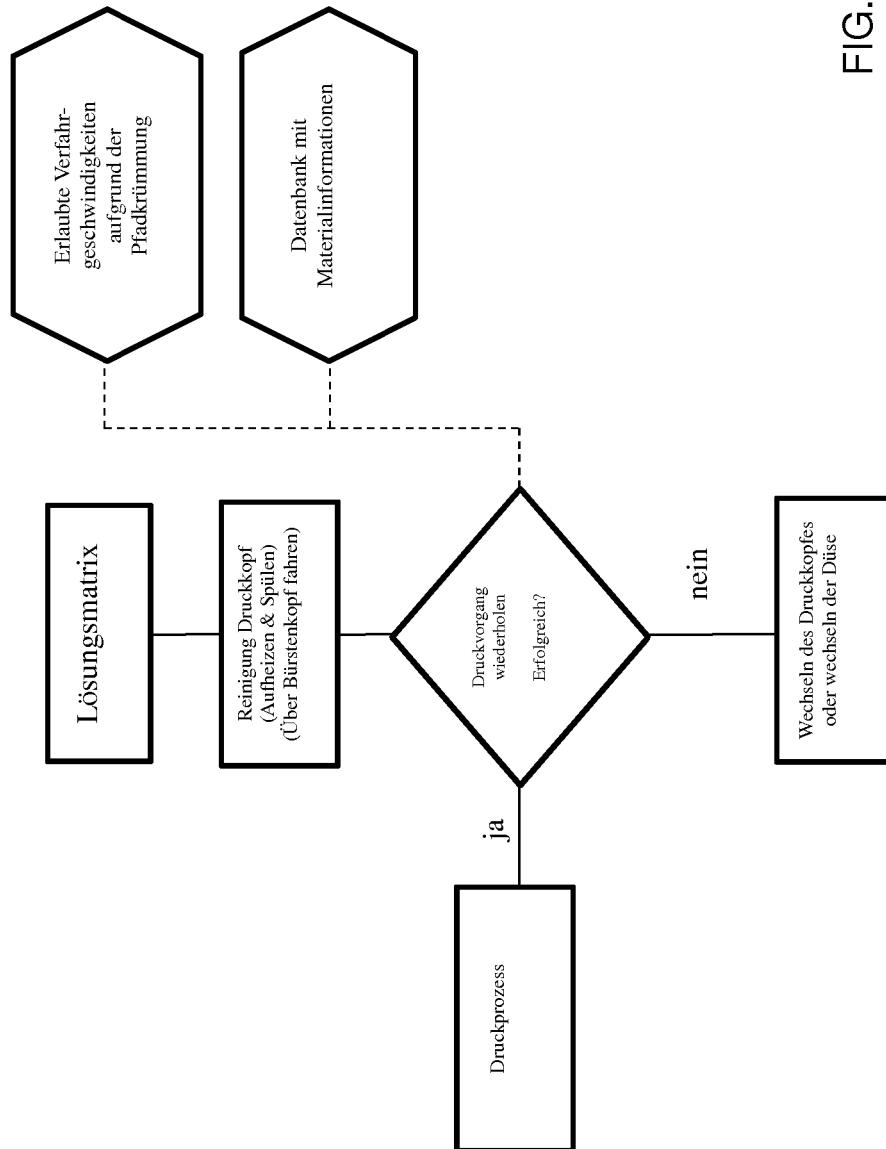 Lösungsmatrix
Reinigung Druckkopf
(Aufheizen & Spülen)
(Über Bürstenkopf fahren)
Druckvorgang
wiederholen
Erfolgreich?
ja
nein
Druckprozess
Wechseln des Druckkopfes
oder wechseln der Düse
Erlaubte Verfahr-
geschwindigkeiten
aufgrund der
Pfadkrümmung
Datenbank mit
Materialinformationen
FIG.